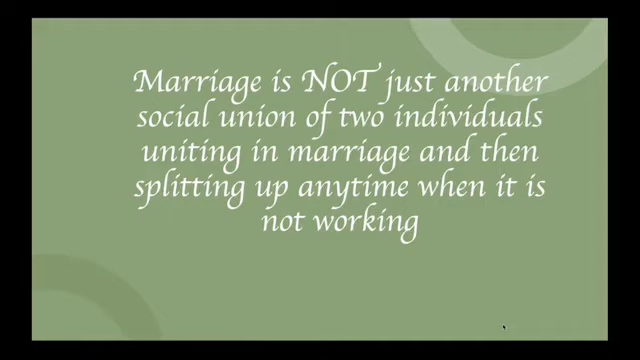 Marriage is NOT just another
social union of two individuals
uniting in marriage and then
splitting up anytime when it is
not working